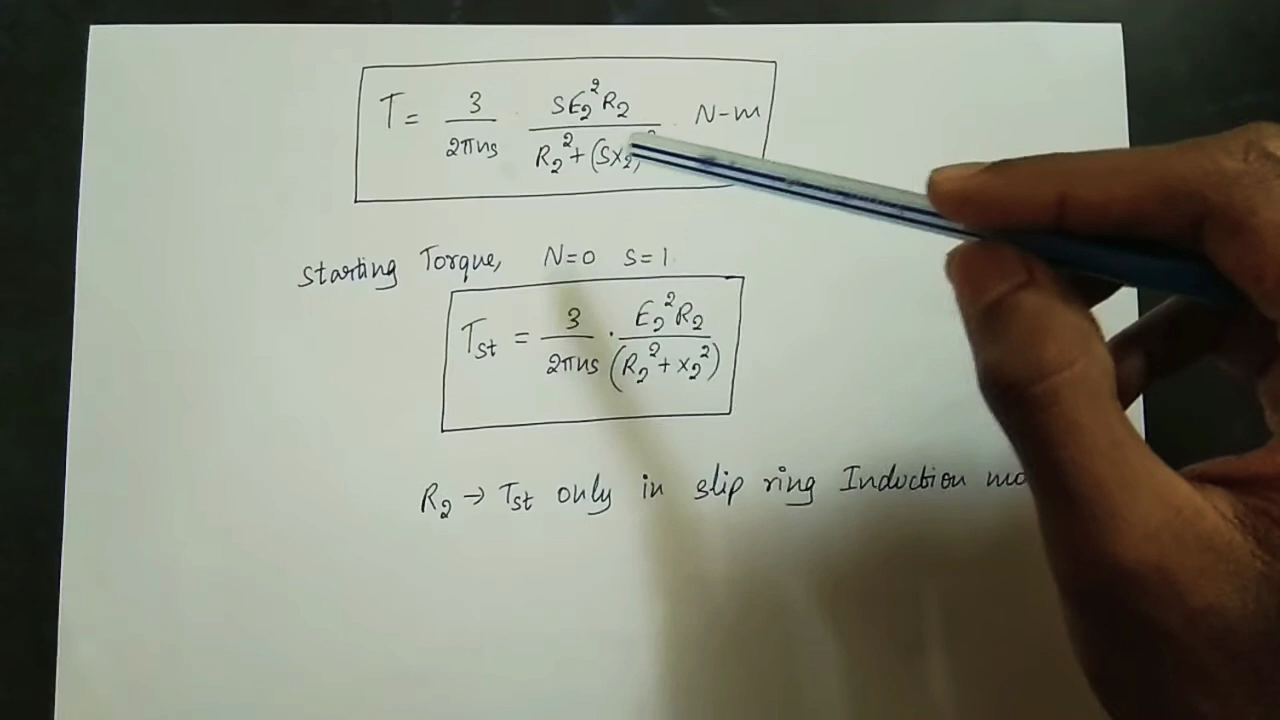 T = 3/2πns · SE₂²R₂/R₂²+(Sx₂)² · N-m
Starting Torque, N=0 S=1
Tst = 3/2πns · E₂²R₂/(R₂²+x₂²)
R₂ → Tst only in slip ring Induction